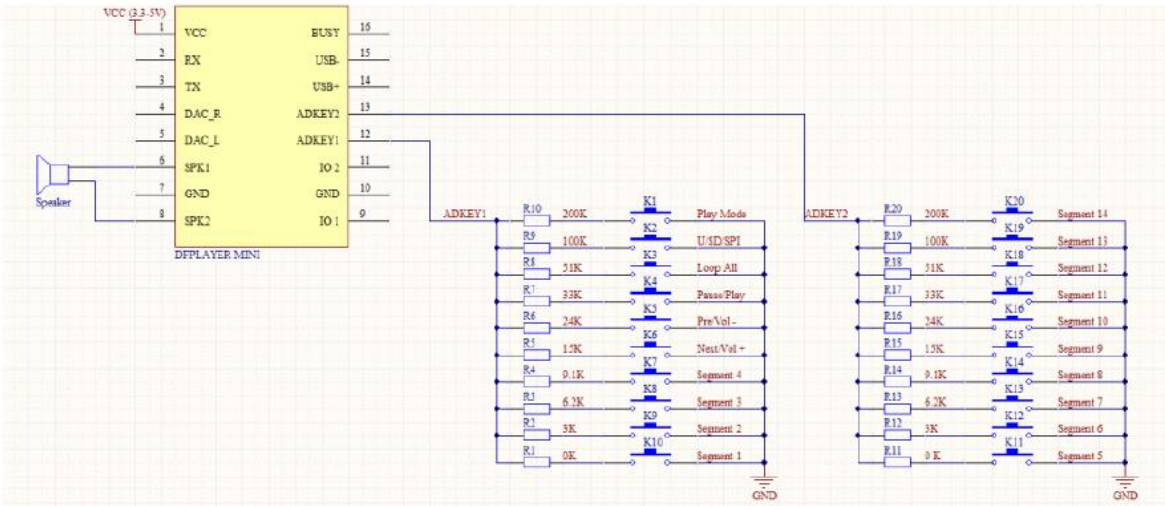 VCC (3.3-5V)
1 VCC BUSY 16
2 RX USB- 15
3 TX USB+ 14
4 DAC_R ADKEY2 13
5 DAC_L ADKEY1 12
6 SPK1 IO 2 11
7 GND GND 10
8 SPK2 IO 1 9
Speaker
DFPLAYER MINI
ADKEY1 R10 200K K1 Play Mode
R9 100K K2 U/SD/SPI
R8 51K K3 Loop All
R7 33K K4 Pause/Play
R6 24K K5 Pre/Vol -
R5 15K K6 Next/Vol +
R4 9.1K K7 Segment 4
R3 6.2K K8 Segment 3
R2 3K K9 Segment 2
R1 0K K10 Segment 1
GND
ADKEY2 R20 200K K20 Segment 14
R19 100K K19 Segment 13
R18 51K K18 Segment 12
R17 33K K17 Segment 11
R16 24K K16 Segment 10
R15 15K K15 Segment 9
R14 9.1K K14 Segment 8
R13 6.2K K13 Segment 7
R12 3K K12 Segment 6
R11 0 K K11 Segment 5
GND